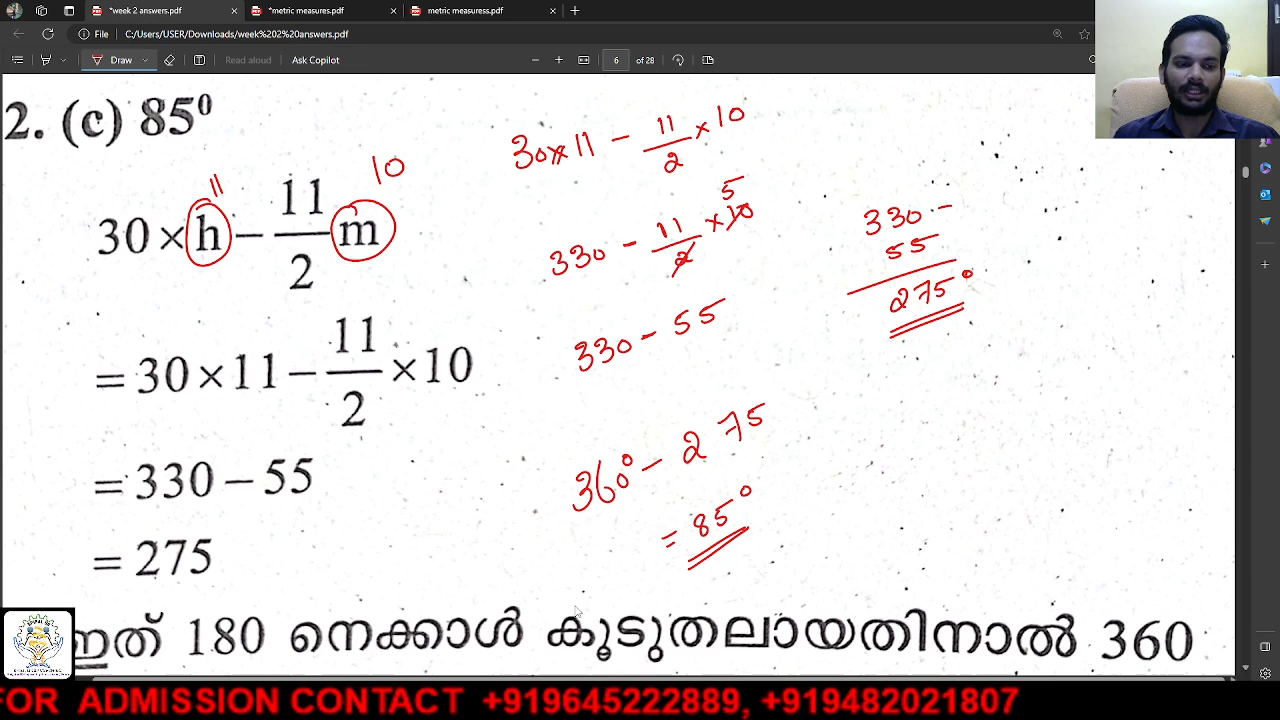 *week 2 answers.pdf
*metric measures.pdf
metric measuress.pdf
File C:/Users/USER/Downloads/week%202%20answers.pdf
Draw Read aloud Ask Copilot 6 of 28
2. (c) 85⁰
11 10
30 × h − 11/2 m
= 30 × 11 − 11/2 × 10
= 330 − 55
= 275
30 × 11 − 11/2 × 10
5
330 − 11/2 × 10
330 − 55
360° − 275
= 85°
330 −
55
275°
ഇത് 180 നെക്കാൾ കൂടുതലായതിനാൽ 360
FOR ADMISSION CONTACT +919645222889, +919482021807